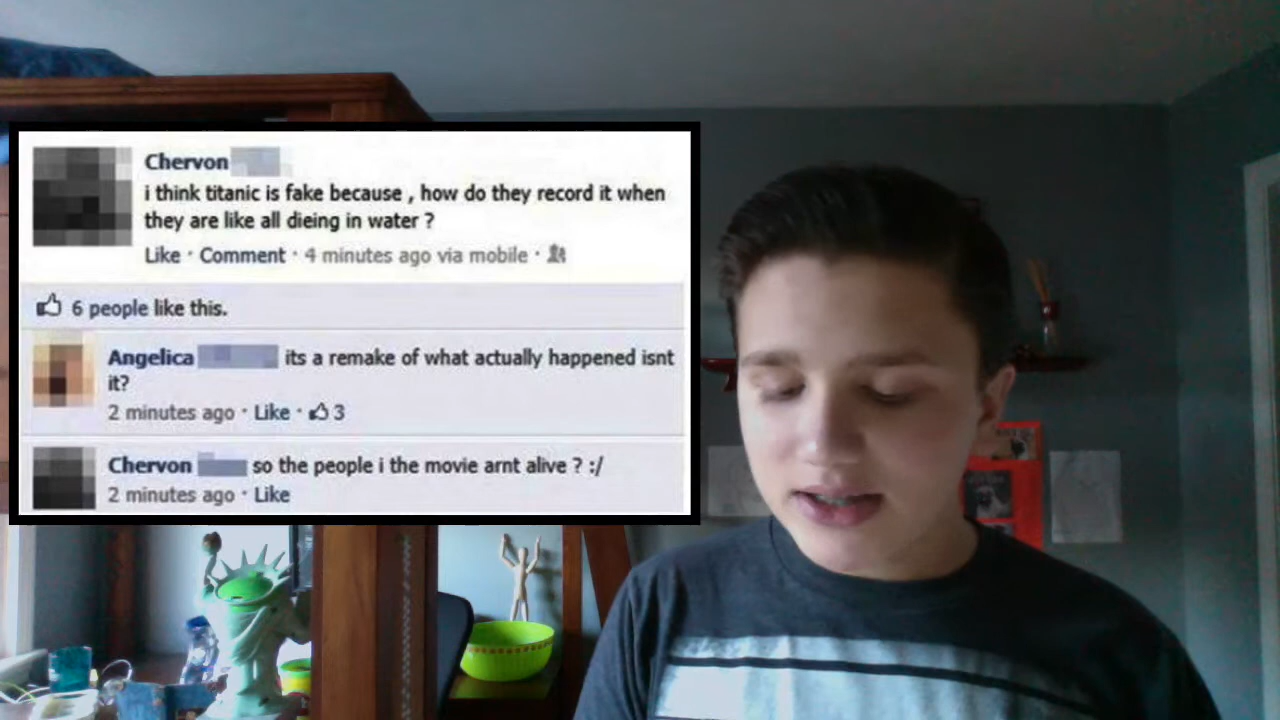 Chervon
i think titanic is fake because , how do they record it when
they are like all dieing in water ?
Like · Comment · 4 minutes ago via mobile ·
6 people like this.
Angelica its a remake of what actually happened isnt
it?
2 minutes ago · Like · 3
Chervon so the people i the movie arnt alive ? :/
2 minutes ago · Like